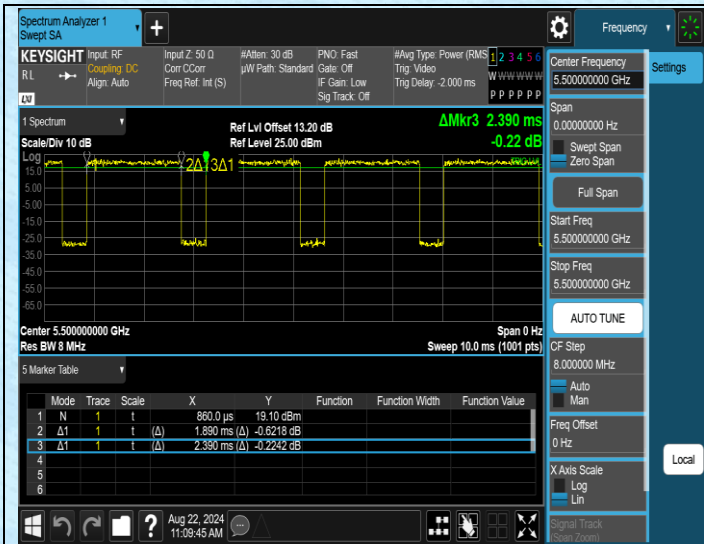 Spectrum Analyzer 1
Swept SA
Frequency
KEYSIGHT
Input: RF
Input Z: 50 Ω
#Atten: 30 dB
PNO: Fast
#Avg Type: Power (RMS
1 2 3 4 5 6
RL
Coupling: DC
Corr CCorr
µW Path: Standard
Gate: Off
Trig: Video
W W W W W W
Align: Auto
Freq Ref: Int (S)
IF Gain: Low
Trig Delay: -2.000 ms
LXI
Sig Track: Off
P P P P P P
Center Frequency
5.500000000 GHz
Settings
Span
0.00000000 Hz
Swept Span
Zero Span
Full Span
Start Freq
5.500000000 GHz
Stop Freq
5.500000000 GHz
AUTO TUNE
CF Step
8.000000 MHz
Auto
Man
Freq Offset
0 Hz
X Axis Scale
Log
Lin
Signal Track
(Span Zoom)
Local
1 Spectrum
Ref Lvl Offset 13.20 dB
ΔMkr3 2.390 ms
Scale/Div 10 dB
Ref Level 25.00 dBm
-0.22 dB
Log
2Δ1
3Δ1
15.0
5.00
-5.00
-15.0
-25.0
-35.0
-45.0
-55.0
-65.0
Center 5.500000000 GHz
Span 0 Hz
Res BW 8 MHz
Sweep 10.0 ms (1001 pts)
5 Marker Table
Mode Trace Scale X Y Function Function Width Function Value
1 N 1 t 860.0 µs 19.10 dBm
2 Δ1 1 t (Δ) 1.890 ms (Δ) -0.6218 dB
3 Δ1 1 t (Δ) 2.390 ms (Δ) -0.2242 dB
4
5
6
?
Aug 22, 2024
11:09:45 AM